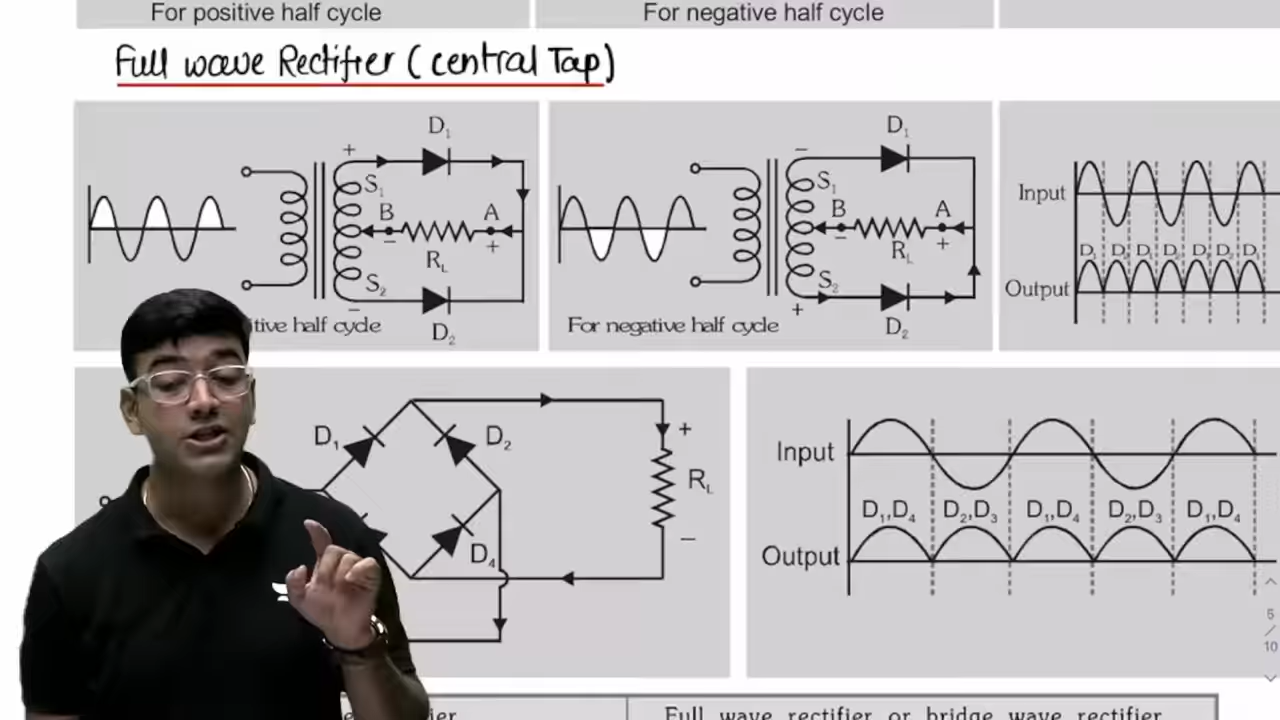 For positive half cycle
For negative half cycle
Full wave Rectifier (central Tap)
D1
+
S1
B
A
−
RL
+
S2
−
D2
tive half cycle
D1
−
S1
B
A
−
RL
+
S2
+
D2
For negative half cycle
Input
D1 D2 D1 D2 D1 D2 D1
Output
D1
D2
+
RL
−
D4
Input
D1,D4 D2,D3 D1,D4 D2,D3 D1,D4
Output
5
/
10
ier
Full wave rectifier or bridge wave rectifier